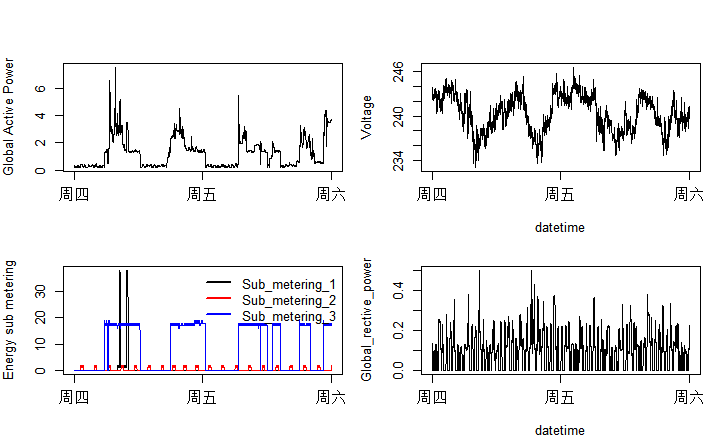 Global Active Power
6
4
2
0
周四 周五 周六
Voltage
246
240
234
周四 周五 周六
datetime
Energy sub metering
30
20
10
0
Sub_metering_1
Sub_metering_2
Sub_metering_3
周四 周五 周六
Global_rective_power
0.4
0.2
0.0
周四 周五 周六
datetime